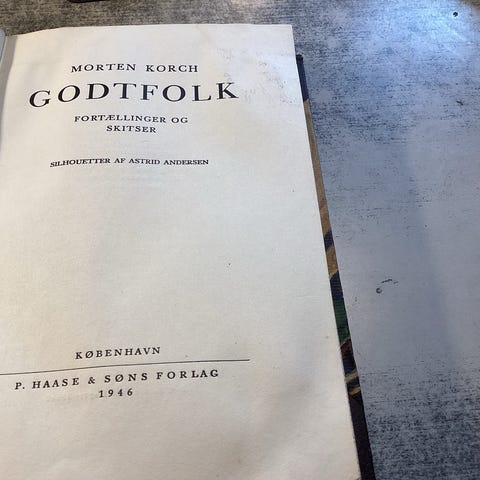 MORTEN KORCH
GODTFOLK
FORTÆLLINGER OG
SKITSER
SILHOUETTER AF ASTRID ANDERSEN
KØBENHAVN
P. HAASE & SØNS FORLAG
1946